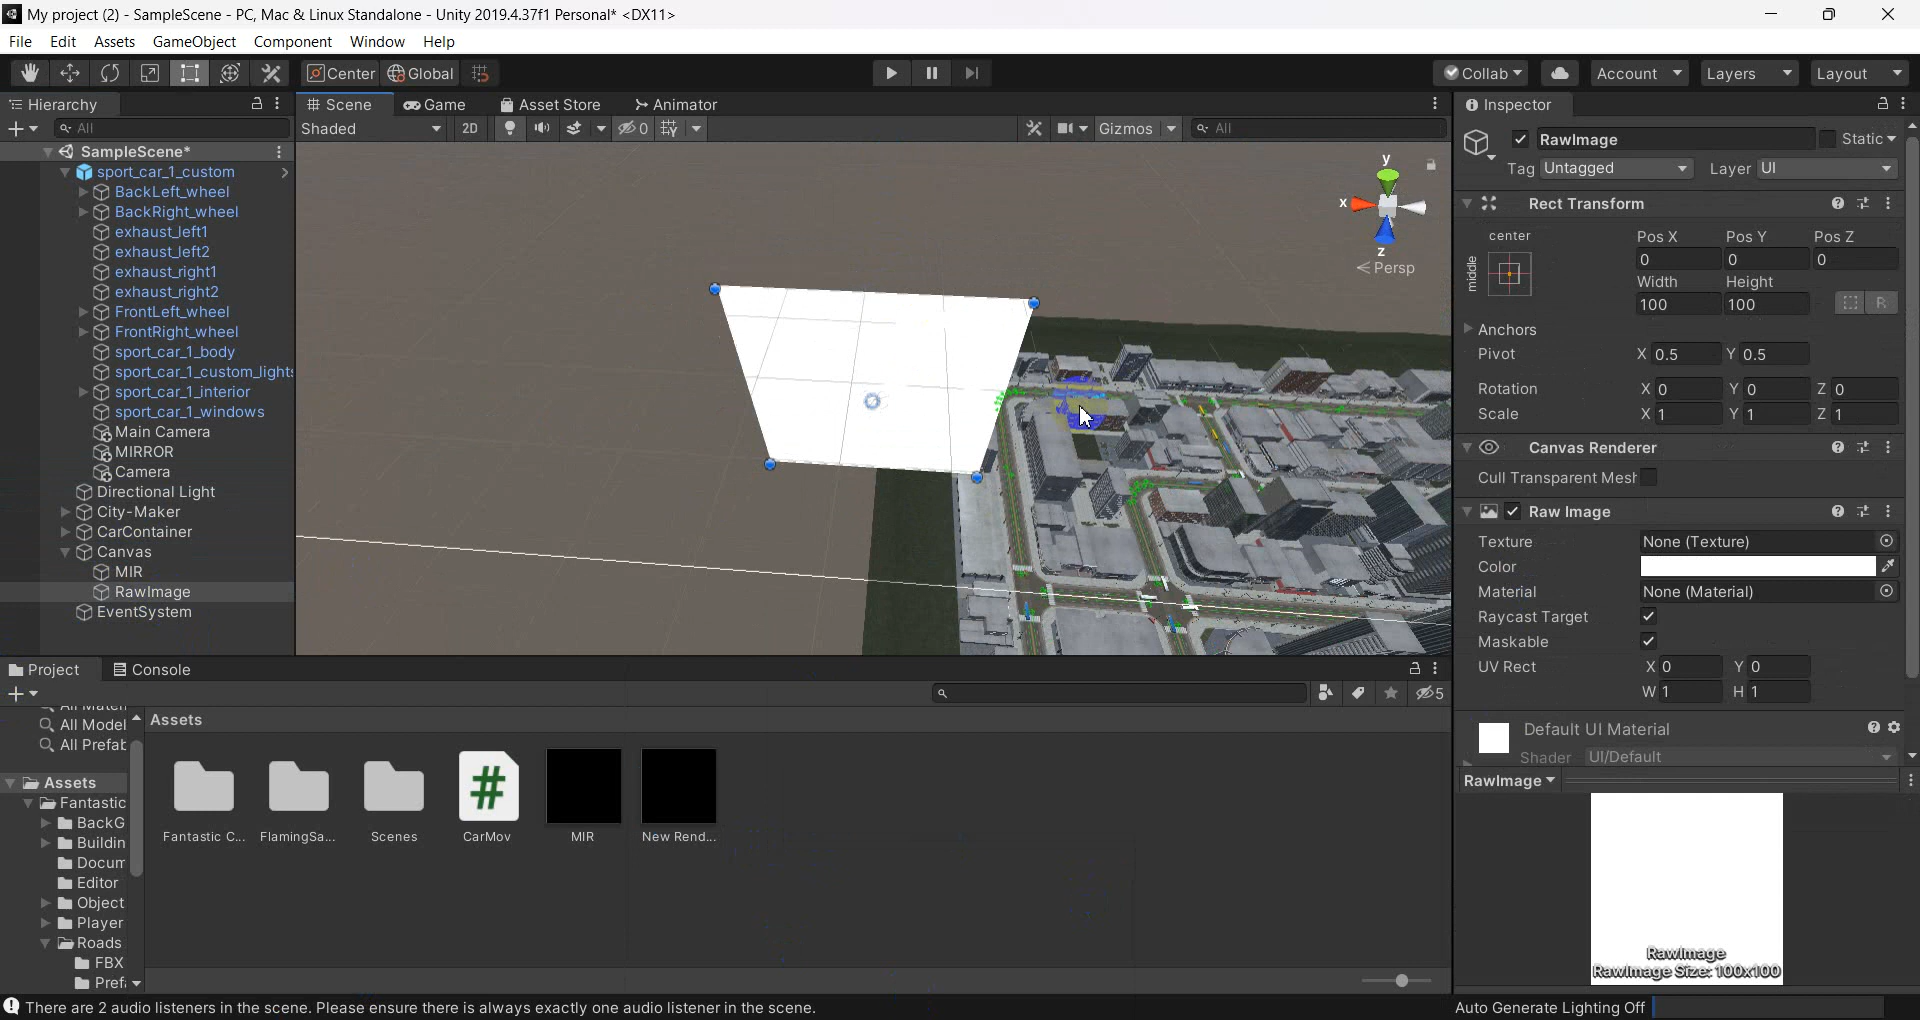 My project (2) - SampleScene - PC, Mac & Linux Standalone - Unity 2019.4.37f1 Personal* <DX11>
File Edit Assets GameObject Component Window Help
Center Global Collab Account Layers Layout
Hierarchy
All
SampleScene*
sport_car_1_custom
BackLeft_wheel
BackRight_wheel
exhaust_left1
exhaust_left2
exhaust_right1
exhaust_right2
FrontLeft_wheel
FrontRight_wheel
sport_car_1_body
sport_car_1_custom_lights
sport_car_1_interior
sport_car_1_windows
Main Camera
MIRROR
Camera
Directional Light
City-Maker
CarContainer
Canvas
MIR
RawImage
EventSystem
Scene Game Asset Store Animator
Shaded 2D 0 Gizmos All
y
x
z
Persp
Inspector
RawImage Static
Tag Untagged Layer UI
Rect Transform
center
middle
Pos X Pos Y Pos Z
0 0 0
Width Height
100 100 R
Anchors
Pivot X 0.5 Y 0.5
Rotation X 0 Y 0 Z 0
Scale X 1 Y 1 Z 1
Canvas Renderer
Cull Transparent Mesh
Raw Image
Texture None (Texture)
Color
Material None (Material)
Raycast Target
Maskable
UV Rect X 0 Y 0
W 1 H 1
Default UI Material
Shader UI/Default
RawImage
RawImage
RawImage Size: 100x100
Project Console
5
All Model
All Prefab
Assets
Fantastic
BackG
Buildin
Docum
Editor
Object
Player
Roads
FBX
Prefa
Assets
Fantastic C... FlamingSa... Scenes CarMov MIR New Rend...
There are 2 audio listeners in the scene. Please ensure there is always exactly one audio listener in the scene.
Auto Generate Lighting Off